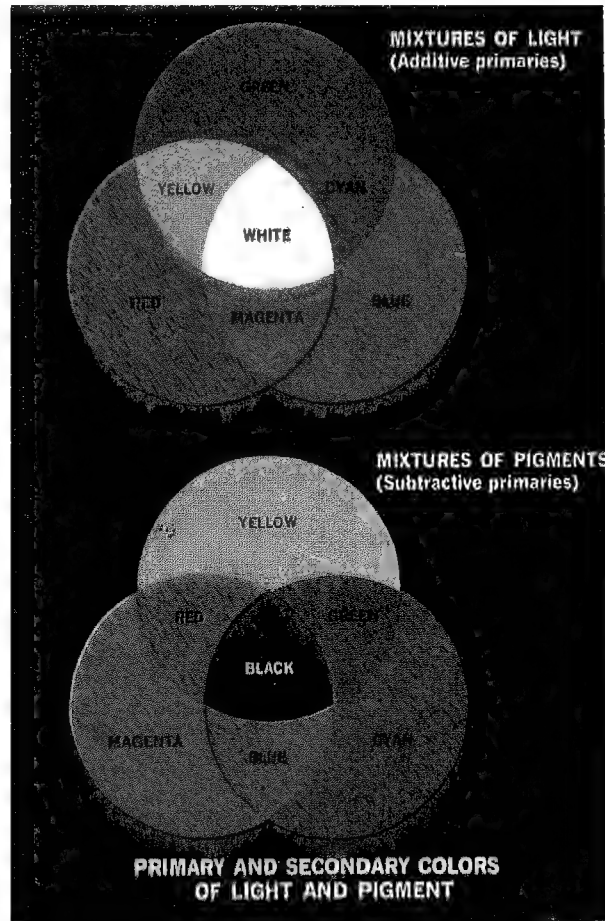 MIXTURES OF LIGHT
(Additive primaries)
GREEN
YELLOW
CYAN
WHITE
RED
MAGENTA
BLUE
MIXTURES OF PIGMENTS
(Subtractive primaries)
YELLOW
RED
GREEN
BLACK
MAGENTA
BLUE
CYAN
PRIMARY AND SECONDARY COLORS
OF LIGHT AND PIGMENT